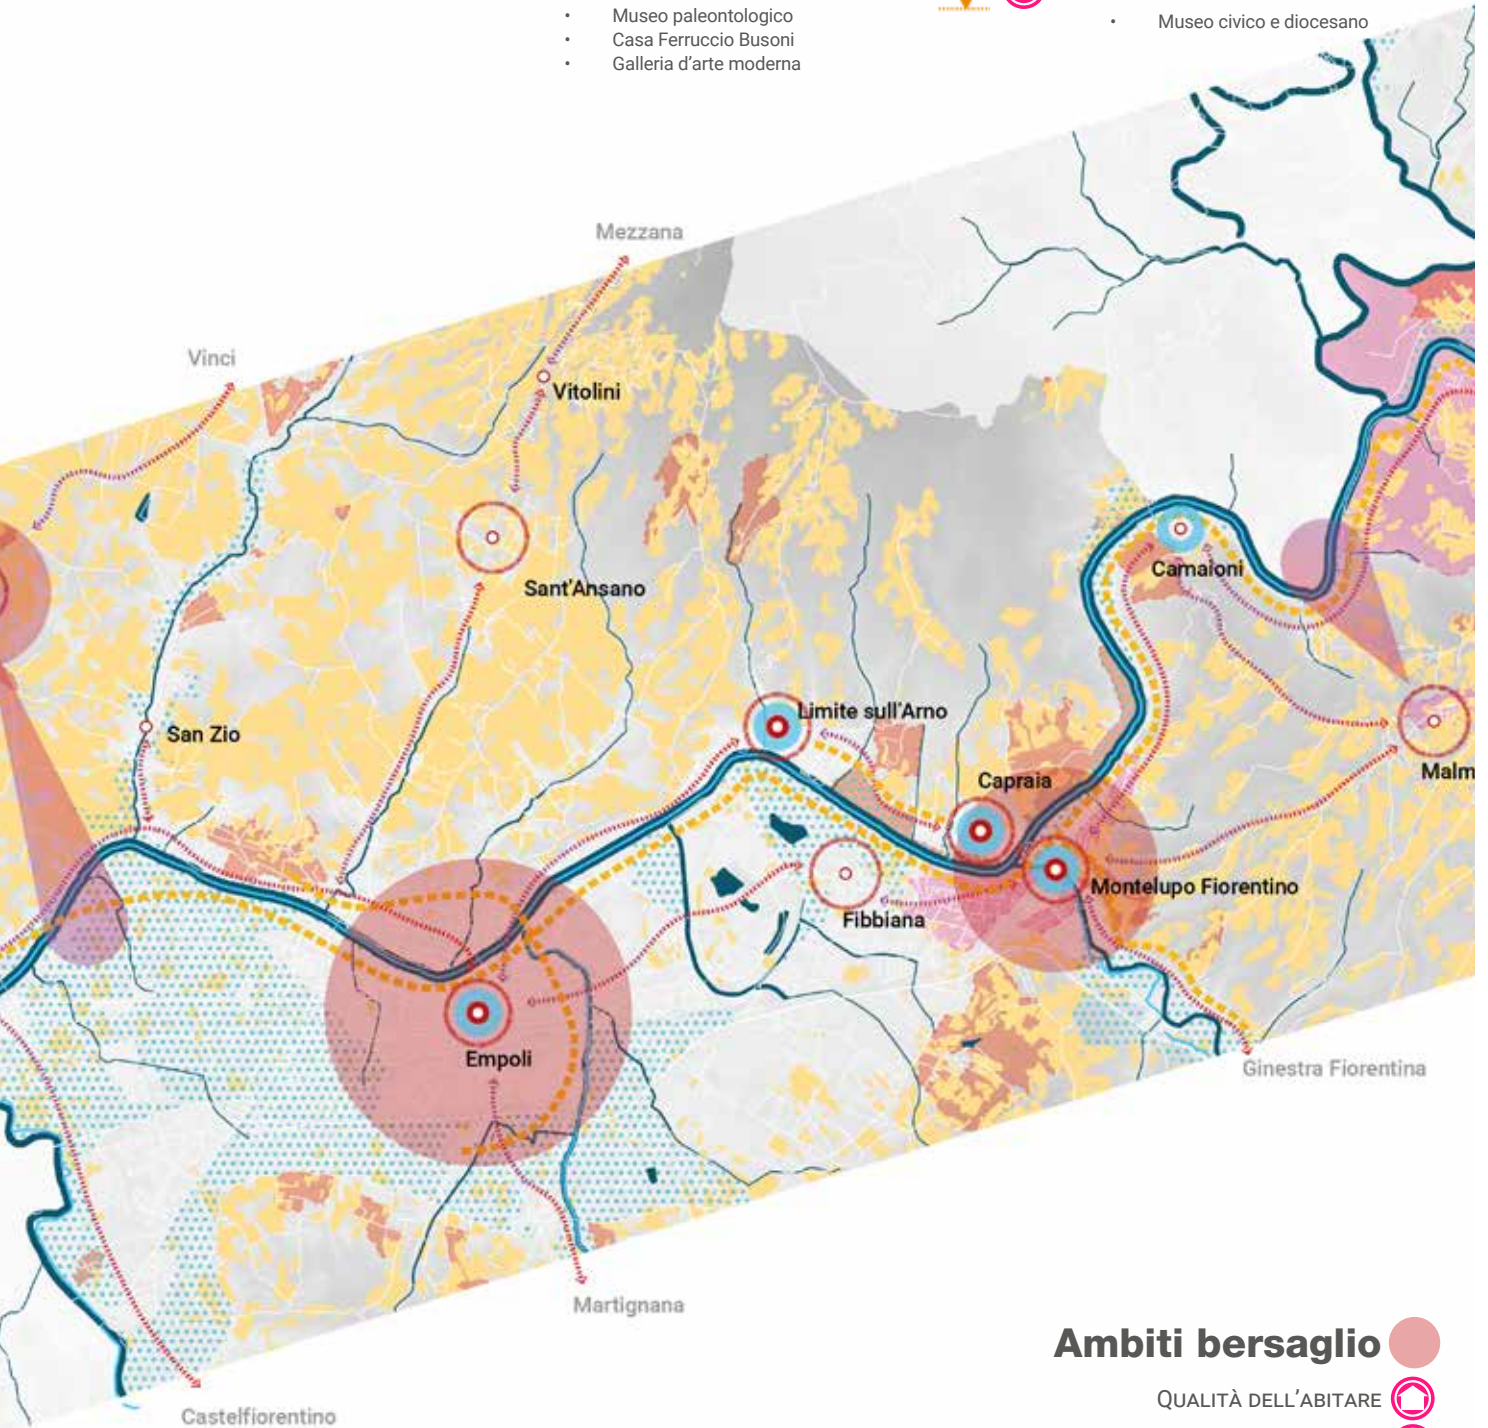 • Museo paleontologico
• Casa Ferruccio Busoni
• Galleria d'arte moderna
• Museo civico e diocesano
Mezzana
Vinci
Vitolini
Sant'Ansano
Camaioni
San Zio
Limite sull'Arno
Capraia
Malm
Montelupo Fiorentino
Fibbiana
Empoli
Ginestra Fiorentina
Martignana
Ambiti bersaglio
QUALITÀ DELL'ABITARE
Castelfiorentino